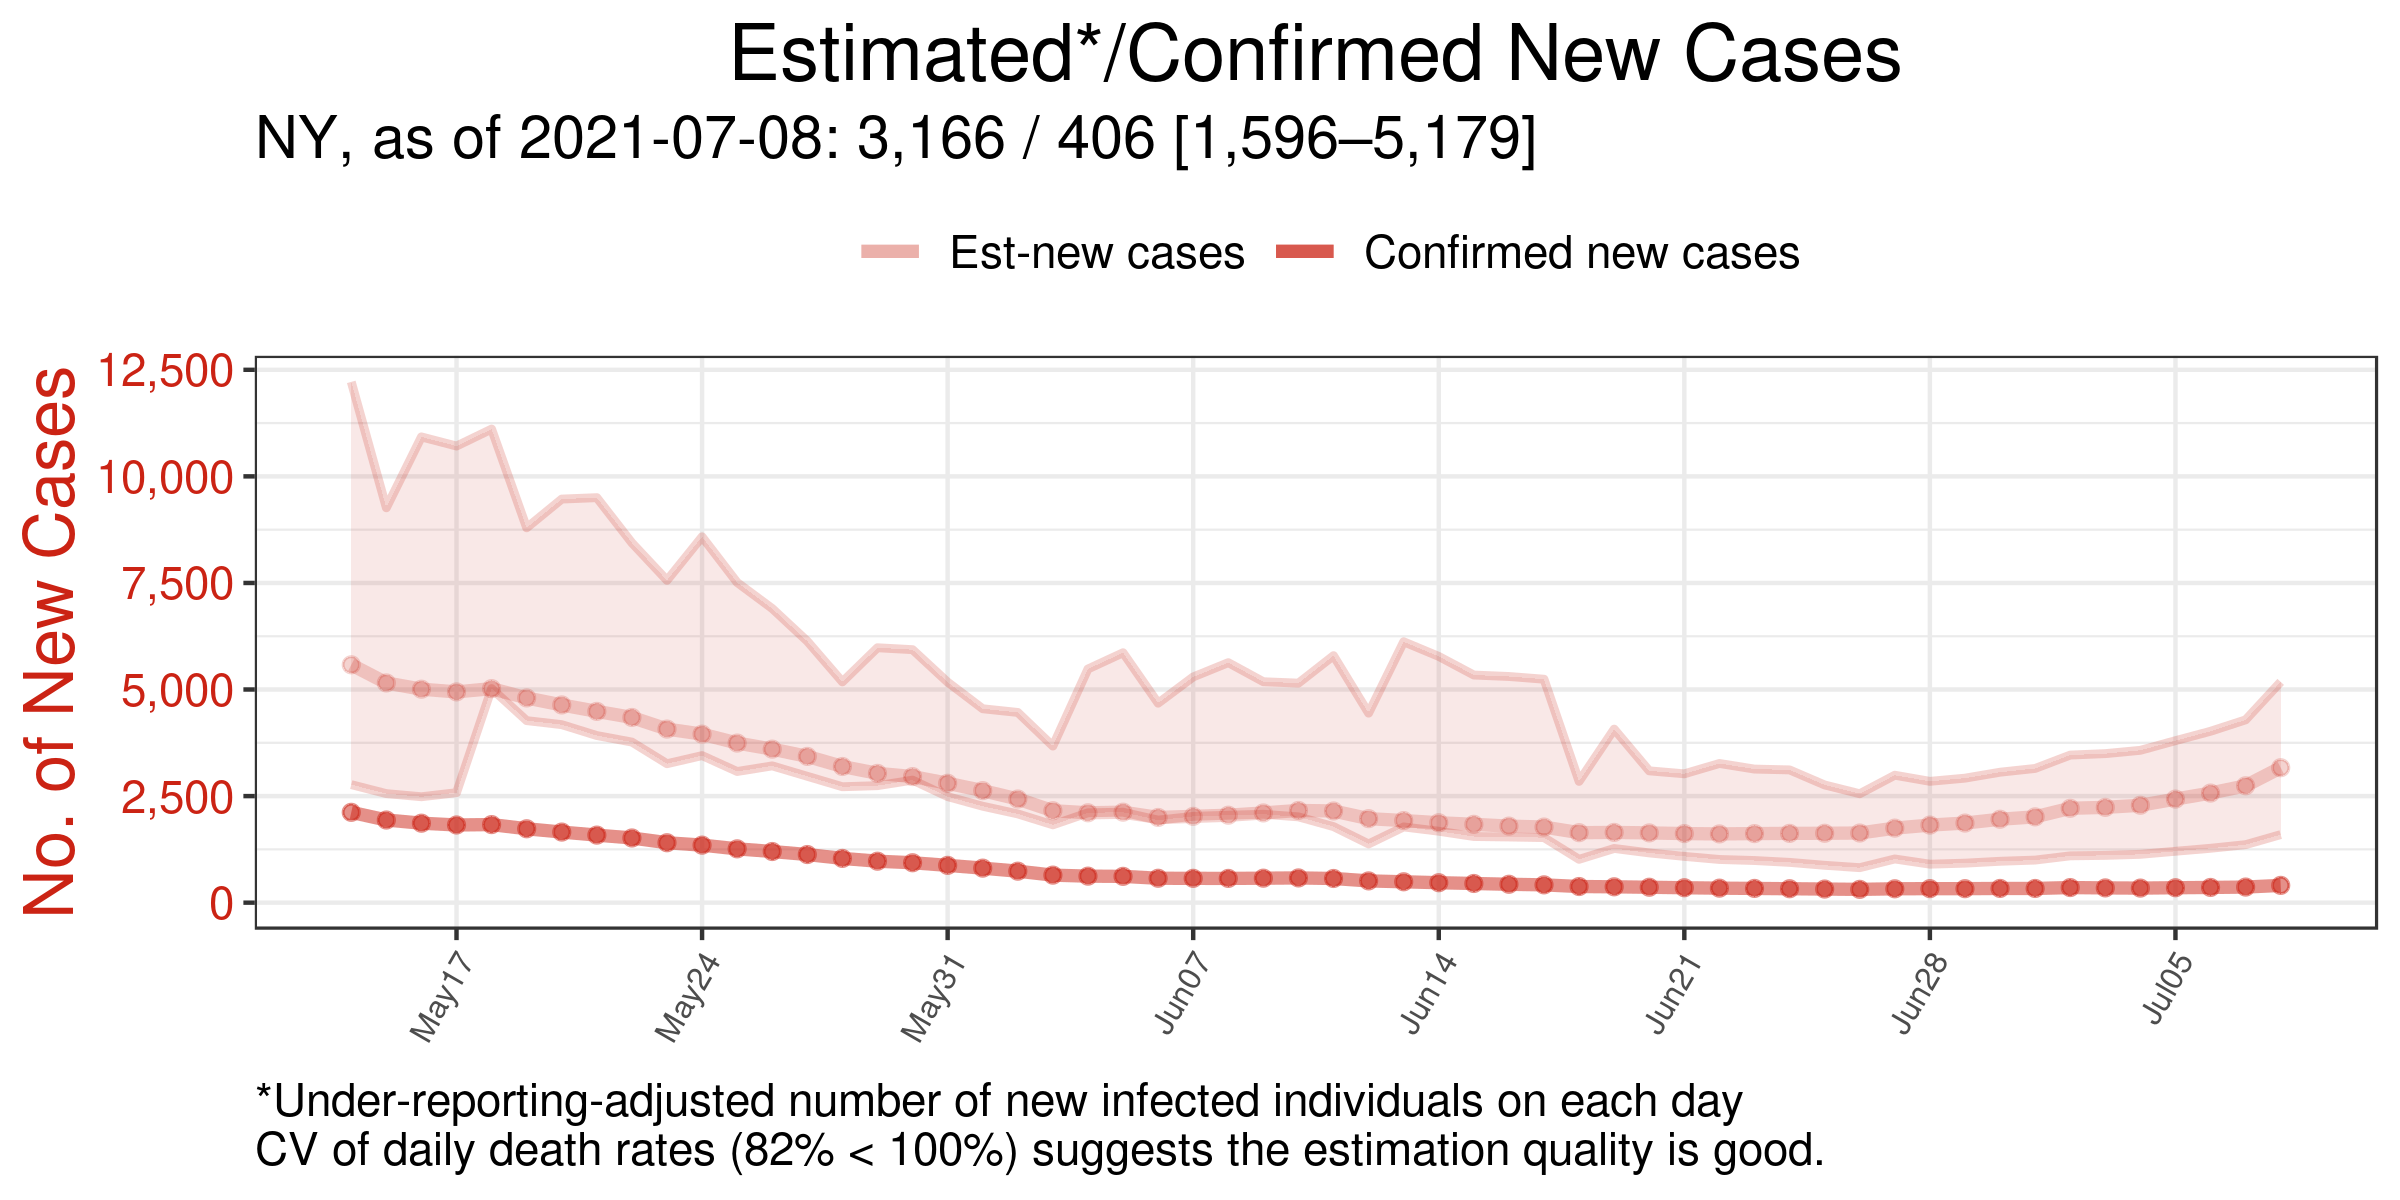 Estimated*/Confirmed New Cases
NY, as of 2021-07-08: 3,166 / 406 [1,596–5,179]
Est-new cases
Confirmed new cases
No. of New Cases
12,500
10,000
7,500
5,000
2,500
0
May17
May24
May31
Jun07
Jun14
Jun21
Jun28
Jul05
*Under-reporting-adjusted number of new infected individuals on each day
CV of daily death rates (82% < 100%) suggests the estimation quality is good.